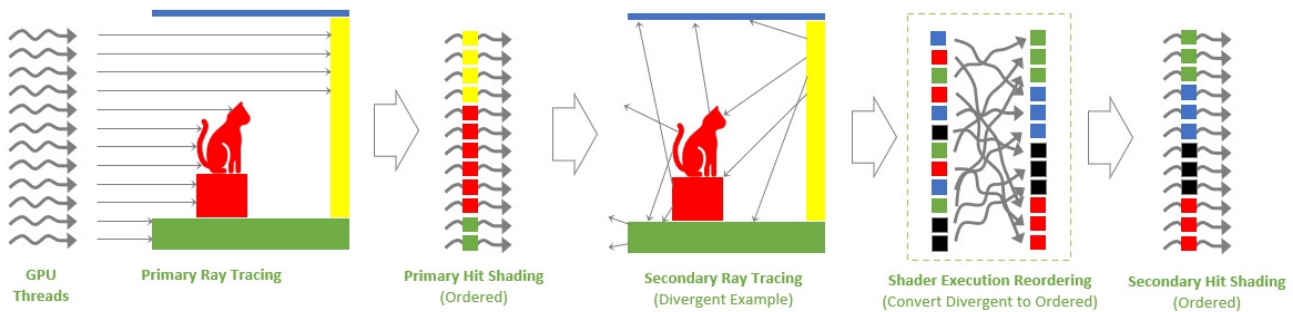 GPU
Threads
Primary Ray Tracing
Primary Hit Shading
(Ordered)
Secondary Ray Tracing
(Divergent Example)
Shader Execution Reordering
(Convert Divergent to Ordered)
Secondary Hit Shading
(Ordered)